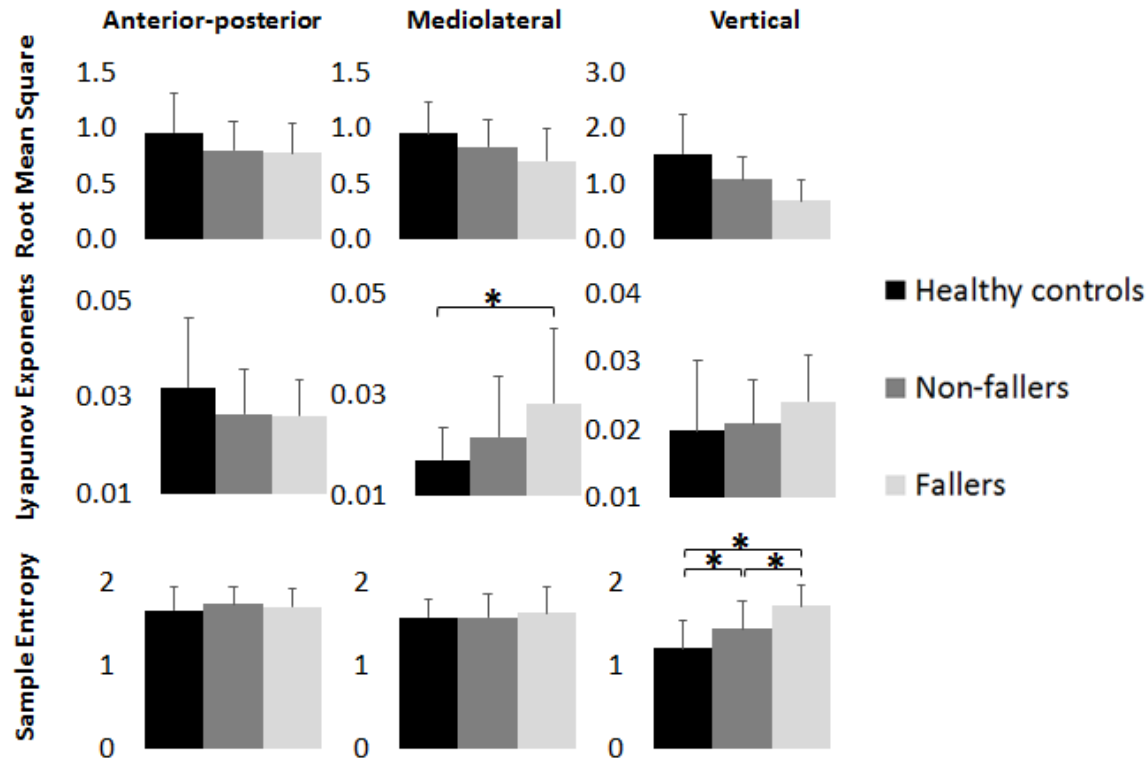 Anterior-posterior Mediolateral Vertical
Root Mean Square
1.5 1.5 3.0
1.0 1.0 2.0
0.5 0.5 1.0
0.0 0.0 0.0
Lyapunov Exponents
0.05 0.05 0.04
0.03 0.03 0.03
0.02
0.01 0.01 0.01
*
Healthy controls
Non-fallers
Fallers
Sample Entropy
2 2 2
1 1 1
0 0 0
*
* *